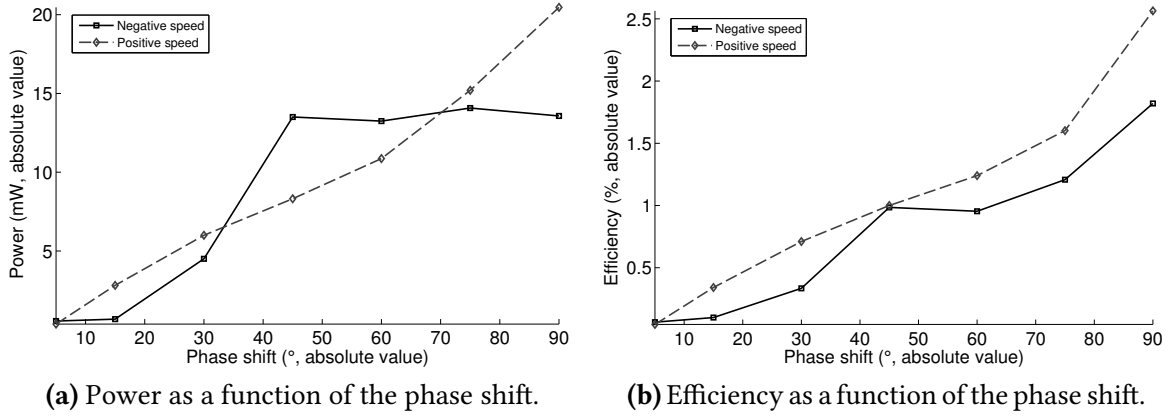 20
15
10
5
Power (mW, absolute value)
Negative speed
Positive speed
10 20 30 40 50 60 70 80 90
Phase shift (°, absolute value)
(a) Power as a function of the phase shift.
2.5
2
1.5
1
0.5
Efficiency (%, absolute value)
Negative speed
Positive speed
10 20 30 40 50 60 70 80 90
Phase shift (°, absolute value)
(b) Efficiency as a function of the phase shift.